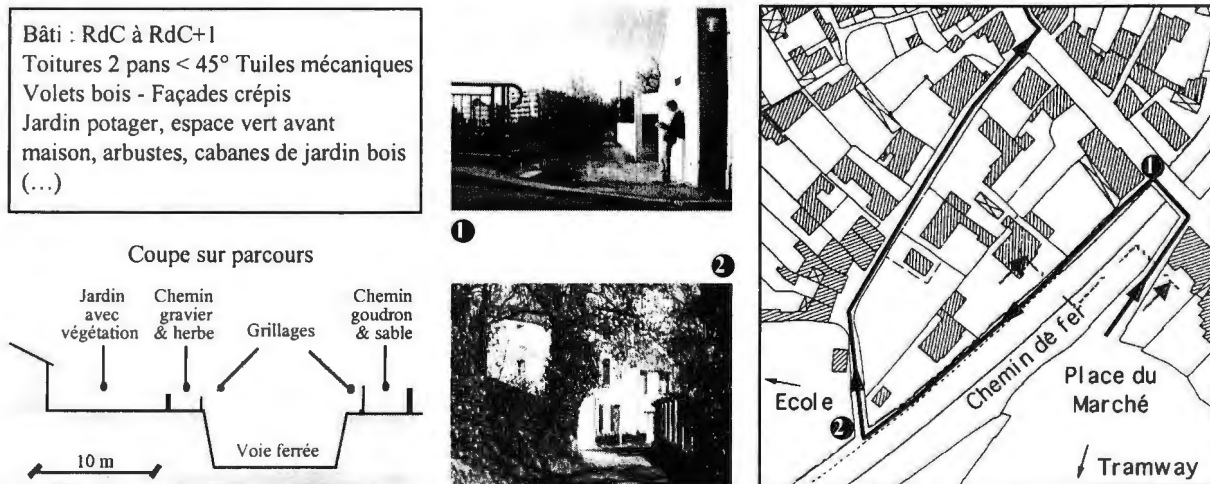 Bâti : RdC à RdC+1
Toitures 2 pans < 45° Tuiles mécaniques
Volets bois - Façades crépis
Jardin potager, espace vert avant
maison, arbustes, cabanes de jardin bois
(…)
Coupe sur parcours
Jardin
avec
végétation
Chemin
gravier
& herbe
Grillages
Chemin
goudron
& sable
Voie ferrée
10 m
1
2
1
Chemin de fer
Place du
Marché
Ecole
2
Tramway